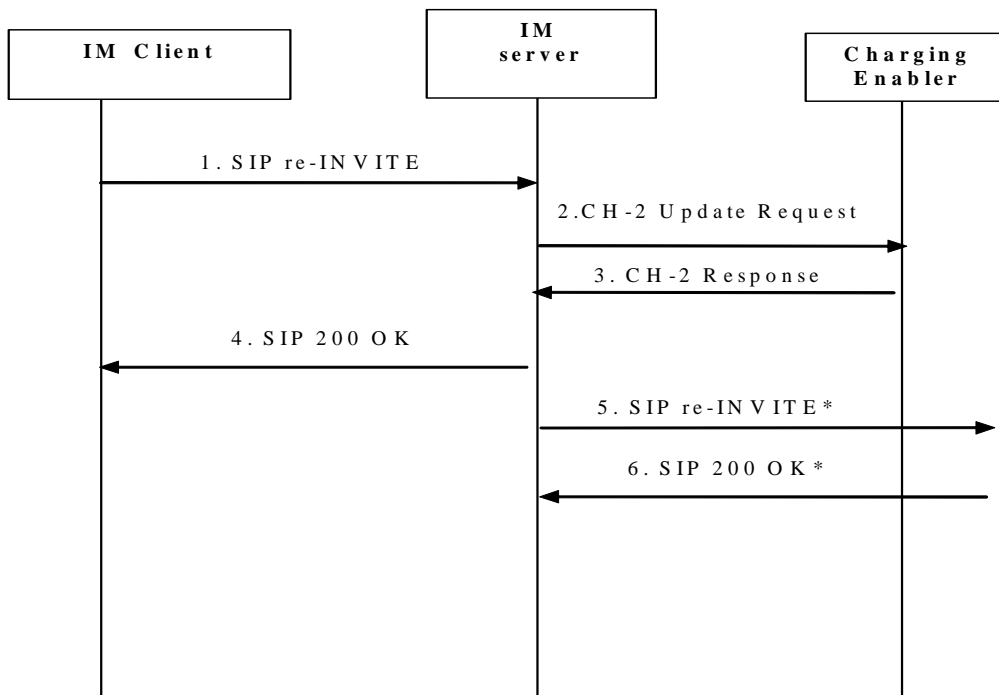 IM Client
IM
server
Charging
Enabler
1. SIP re-INVITE
2.CH-2 Update Request
3. CH-2 Response
4. SIP 200 OK
5. SIP re-INVITE*
6. SIP 200 OK*